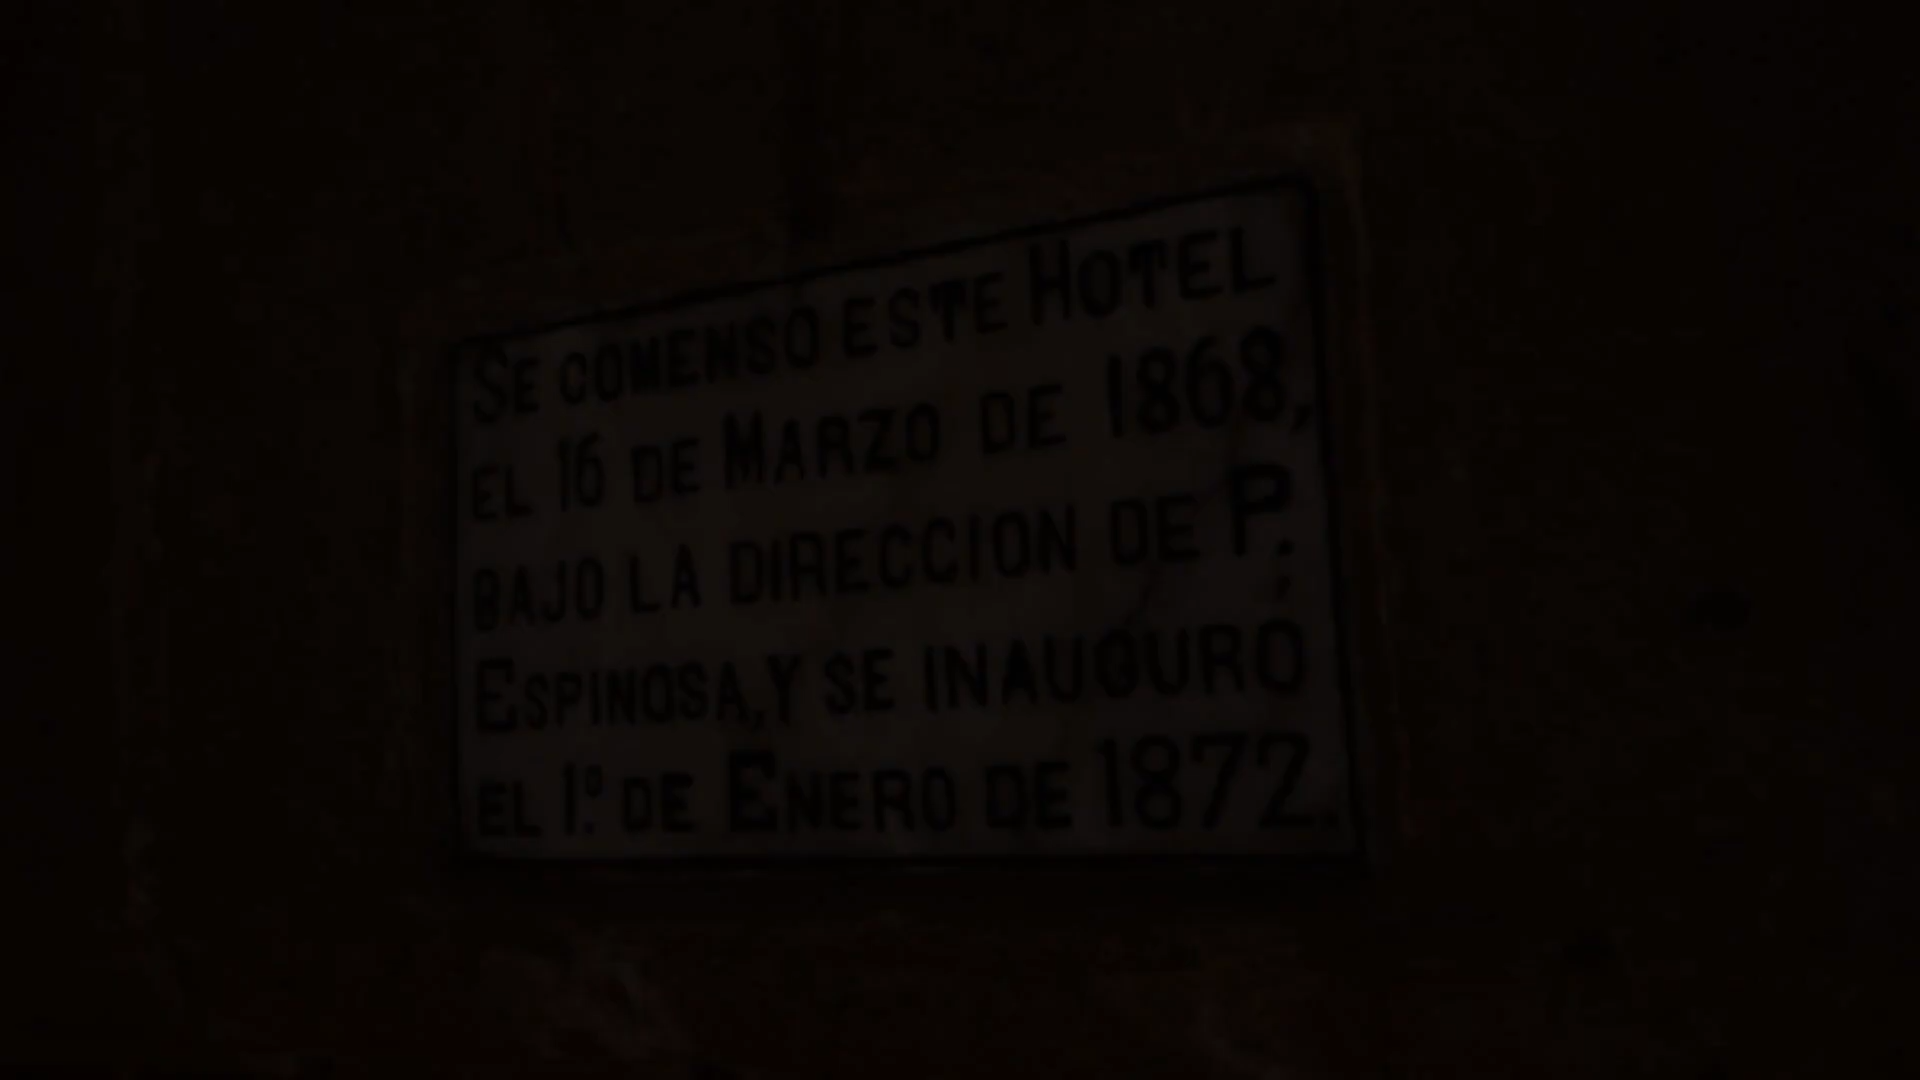 SE COMENSO ESTE HOTEL
EL 16 DE MARZO DE 1868,
BAJO LA DIRECCION DE P.
ESPINOSA, Y SE INAUGURÓ
EL 1º DE ENERO DE 1872.